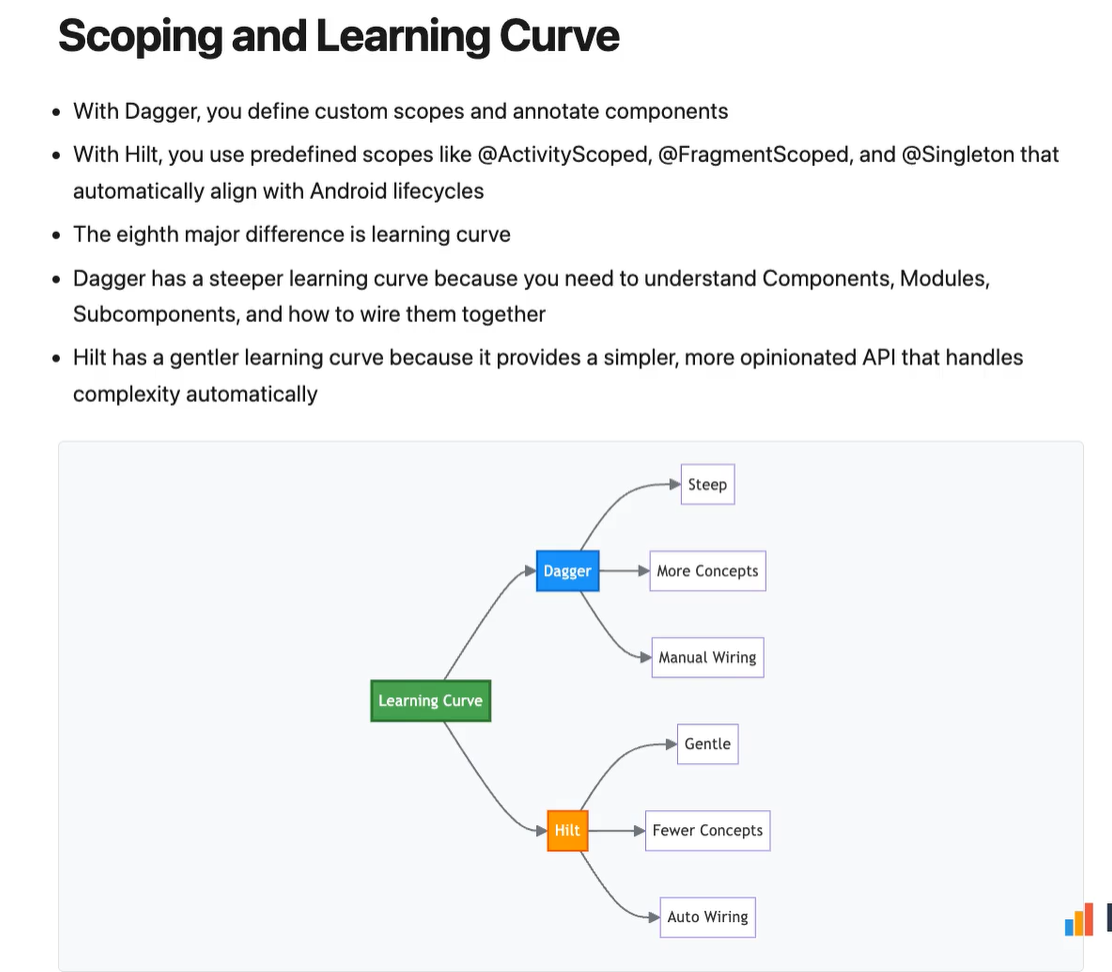 Scoping and Learning Curve
• With Dagger, you define custom scopes and annotate components
• With Hilt, you use predefined scopes like @ActivityScoped, @FragmentScoped, and @Singleton that
automatically align with Android lifecycles
• The eighth major difference is learning curve
• Dagger has a steeper learning curve because you need to understand Components, Modules,
Subcomponents, and how to wire them together
• Hilt has a gentler learning curve because it provides a simpler, more opinionated API that handles
complexity automatically
Steep
Dagger
More Concepts
Manual Wiring
Learning Curve
Gentle
Hilt
Fewer Concepts
Auto Wiring